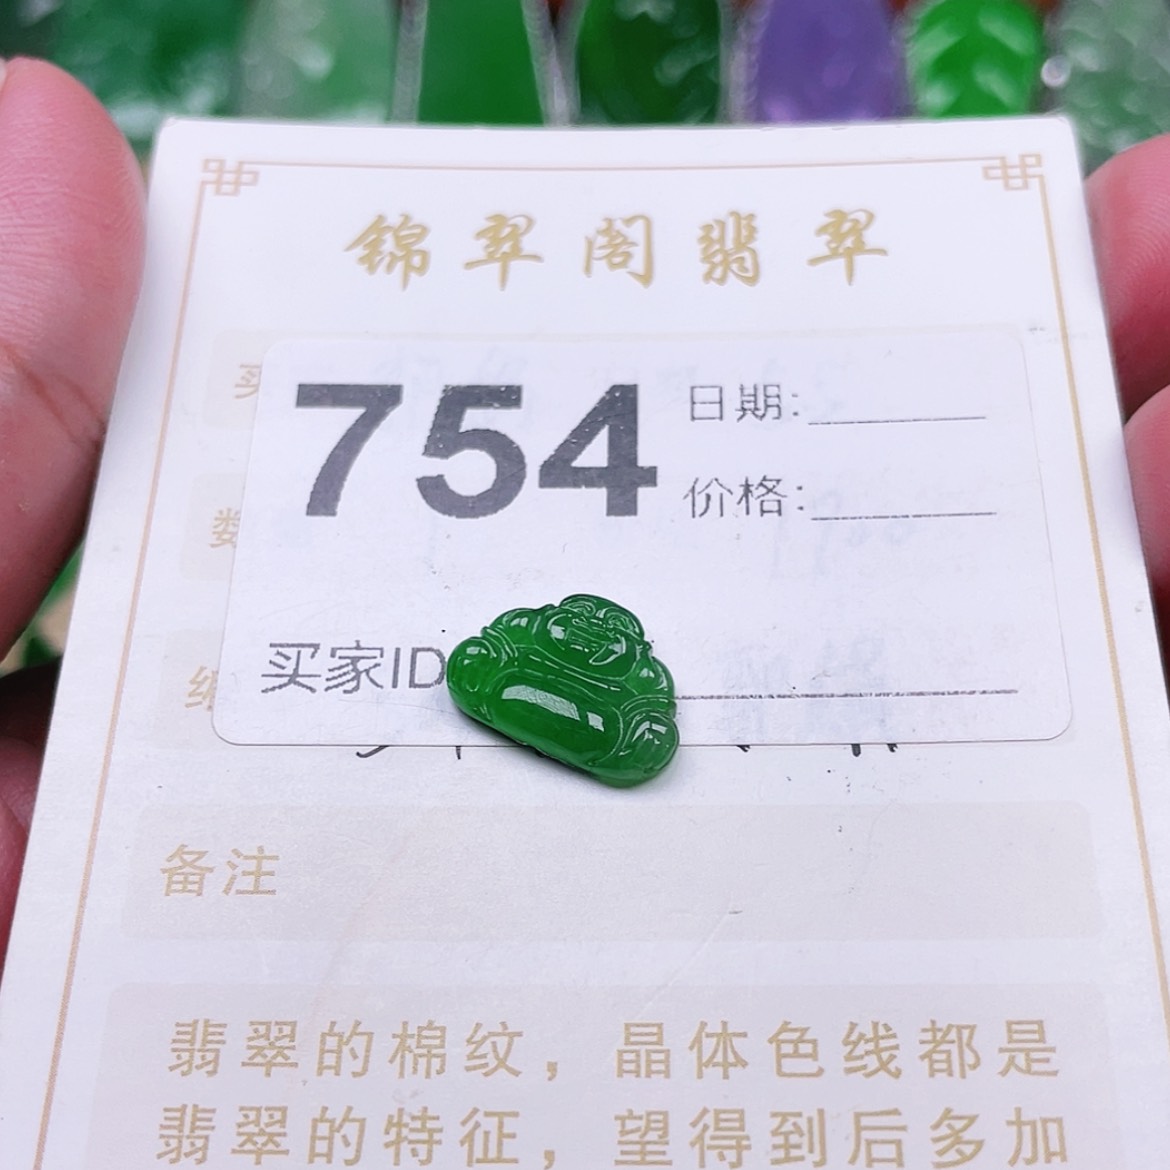 锦翠阁翡翠
754
日期:
价格:
买家ID
备注
翡翠的棉纹，晶体色线都是
翡翠的特征，望得到后多加